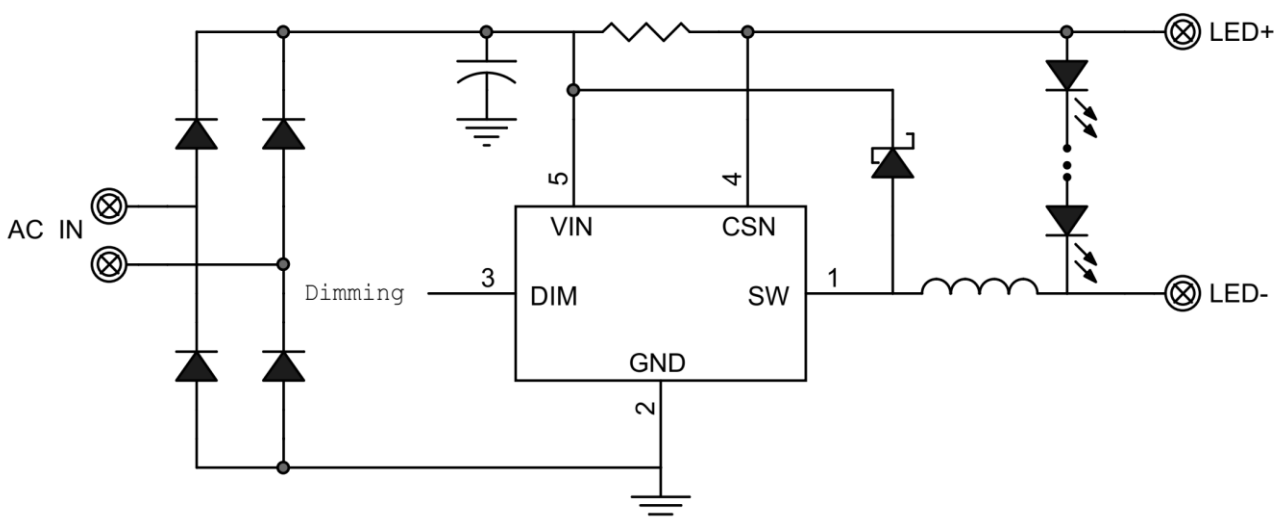 LED+
5
4
VIN
CSN
AC IN
Dimming
3
DIM
SW
1
LED-
GND
2